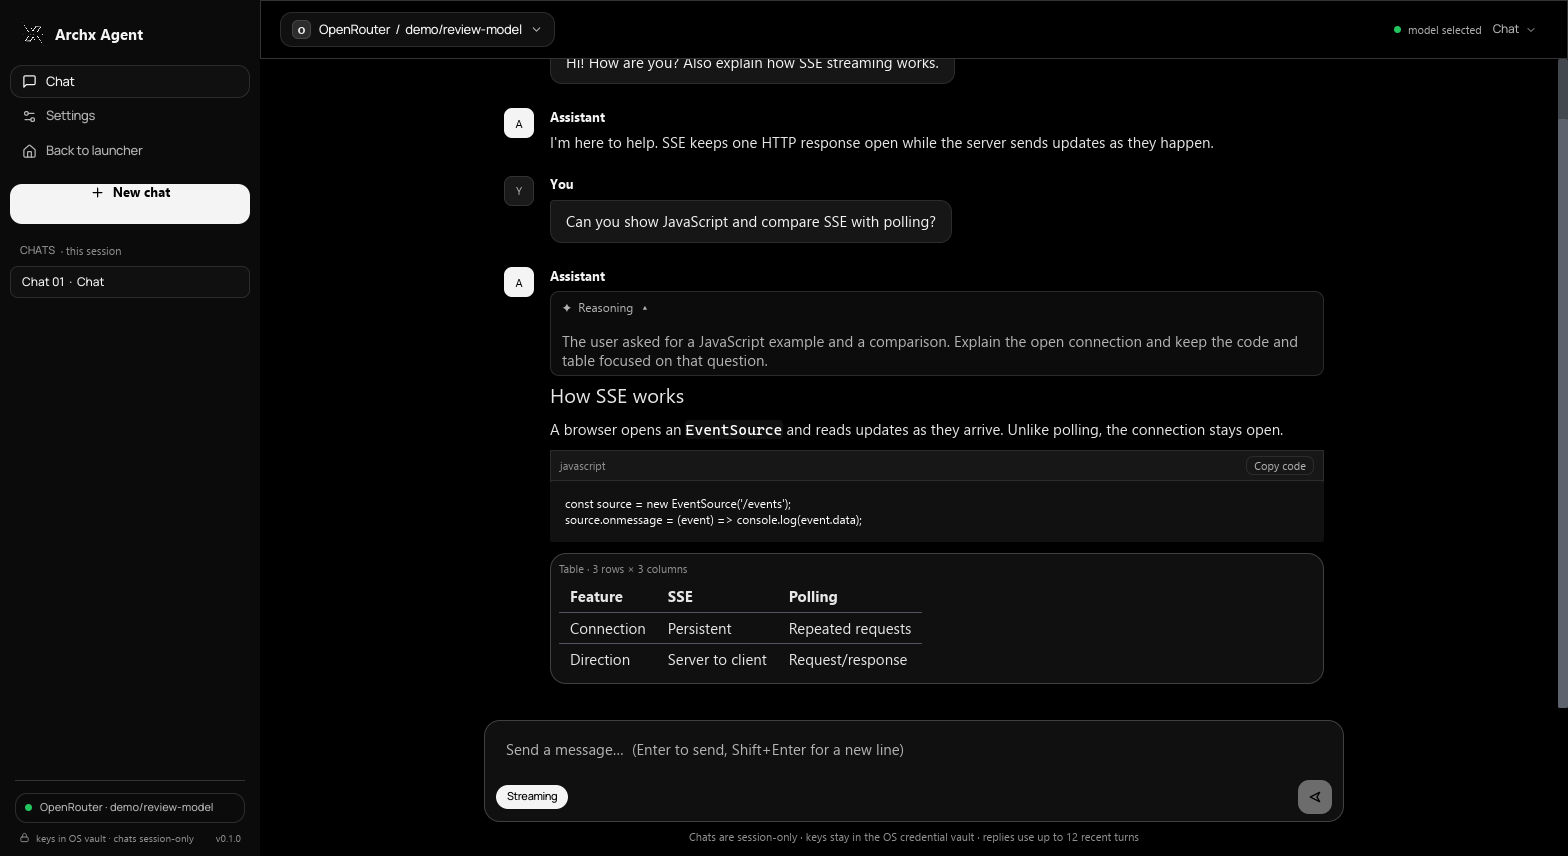 Archx Agent
Chat
Settings
Back to launcher
+ New chat
CHATS · this session
Chat 01 · Chat
OpenRouter · demo/review-model
keys in OS vault · chats session-only v0.1.0
O OpenRouter / demo/review-model
model selected Chat
Hi! How are you? Also explain how SSE streaming works.
A Assistant
I'm here to help. SSE keeps one HTTP response open while the server sends updates as they happen.
Y You
Can you show JavaScript and compare SSE with polling?
A Assistant
Reasoning
The user asked for a JavaScript example and a comparison. Explain the open connection and keep the code and
table focused on that question.
How SSE works
A browser opens an EventSource and reads updates as they arrive. Unlike polling, the connection stays open.
javascript Copy code
const source = new EventSource('/events');
source.onmessage = (event) => console.log(event.data);
Table · 3 rows × 3 columns
Feature SSE Polling
Connection Persistent Repeated requests
Direction Server to client Request/response
Send a message... (Enter to send, Shift+Enter for a new line)
Streaming
Chats are session-only · keys stay in the OS credential vault · replies use up to 12 recent turns